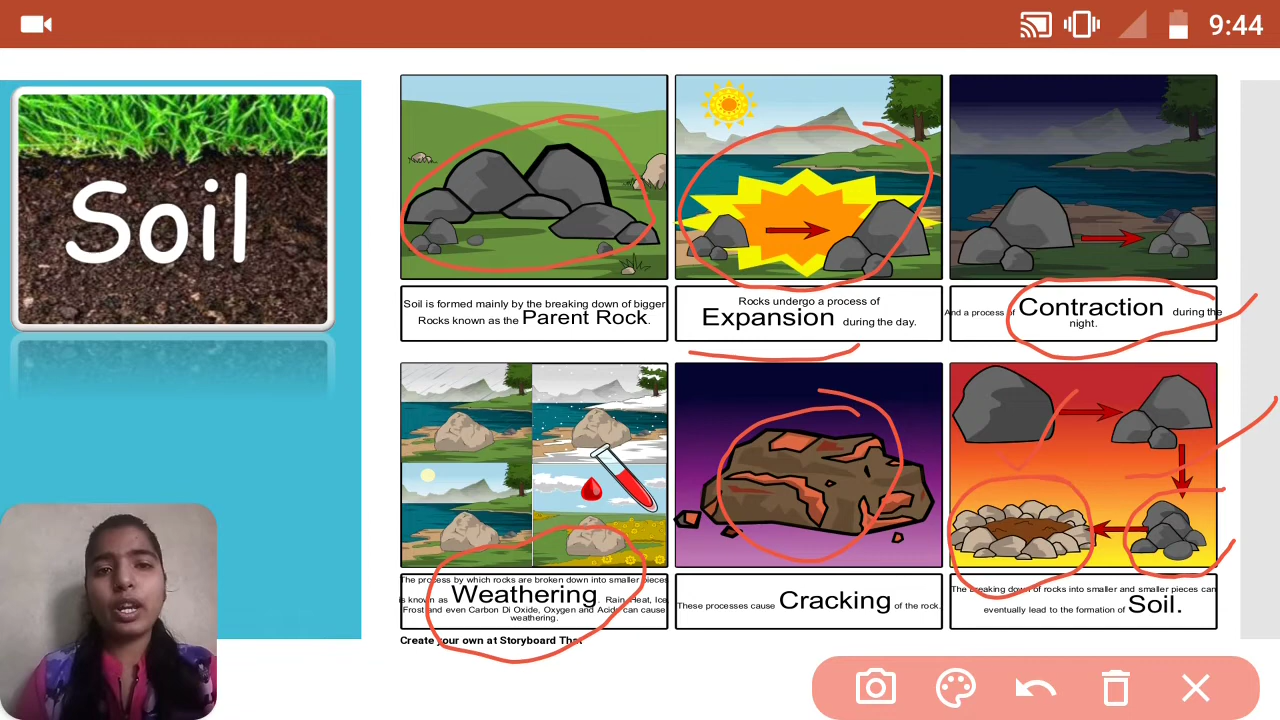 9:44
Soil
Soil is formed mainly by the breaking down of bigger
Rocks known as the Parent Rock.
Rocks undergo a process of
Expansion during the day.
And a process of Contraction during the
night.
The process by which rocks are broken down into smaller pieces
is known as Weathering. Rain, Heat, Ice
Frost and even Carbon Di Oxide, Oxygen and Acids can cause
weathering.
These processes cause Cracking of the rock.
The breaking down of rocks into smaller and smaller pieces can
eventually lead to the formation of Soil.
Create your own at Storyboard That